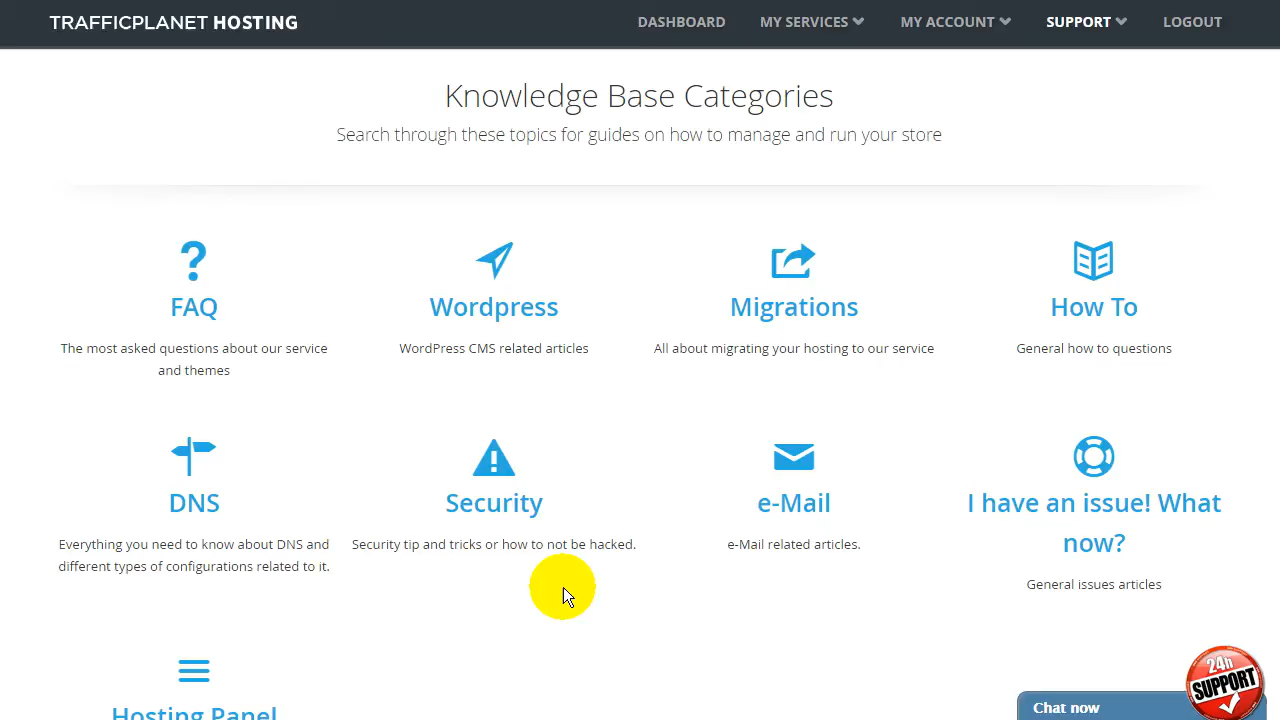 TRAFFICPLANET HOSTING
DASHBOARD MY SERVICES MY ACCOUNT SUPPORT LOGOUT
Knowledge Base Categories
Search through these topics for guides on how to manage and run your store
FAQ
The most asked questions about our service
and themes
Wordpress
WordPress CMS related articles
Migrations
All about migrating your hosting to our service
How To
General how to questions
DNS
Everything you need to know about DNS and
different types of configurations related to it.
Security
Security tip and tricks or how to not be hacked.
e-Mail
e-Mail related articles.
I have an issue! What
now?
General issues articles
Hosting Panel
24h
SUPPORT
Chat now